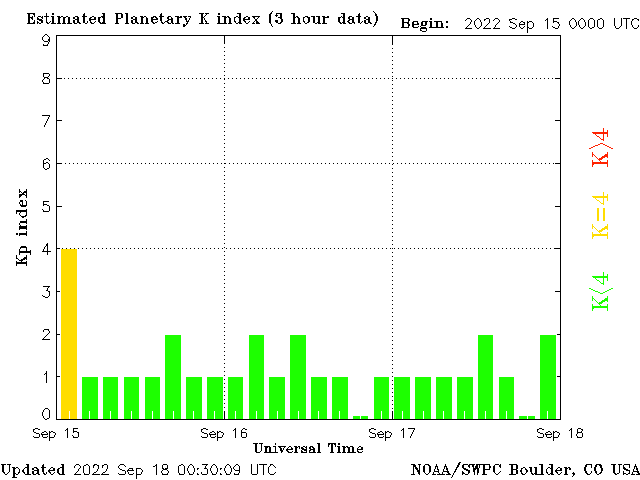 Estimated Planetary K index (3 hour data)
Begin: 2022 Sep 15 0000 UTC
9
8
7
6
5
4
3
2
1
0
Kp index
K>4
K=4
K<4
Sep 15
Sep 16
Sep 17
Sep 18
Universal Time
Updated 2022 Sep 18 00:30:09 UTC
NOAA/SWPC Boulder, CO USA